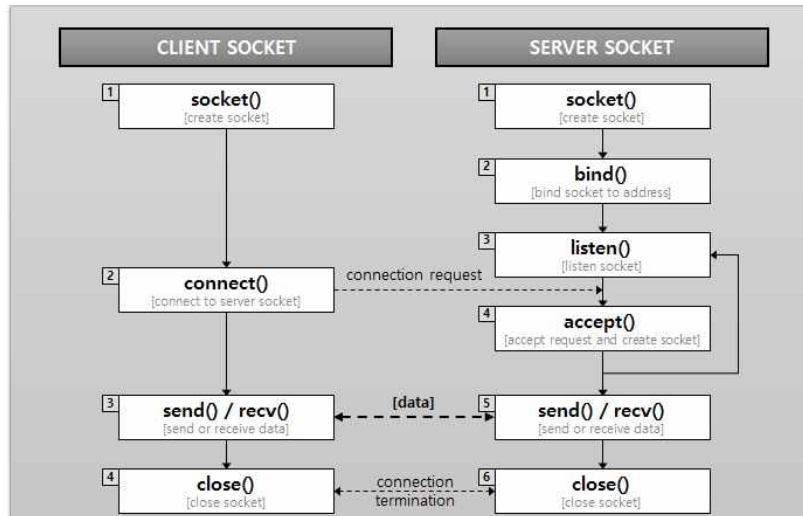 CLIENT SOCKET
SERVER SOCKET
1
socket()
[create socket]
1
socket()
[create socket]
2
bind()
[bind socket to address]
3
listen()
[listen socket]
2
connect()
[connect to server socket]
connection request
4
accept()
[accept request and create socket]
3
send() / recv()
[send or receive data]
[data]
5
send() / recv()
[send or receive data]
4
close()
[close socket]
connection
termination
6
close()
[close socket]